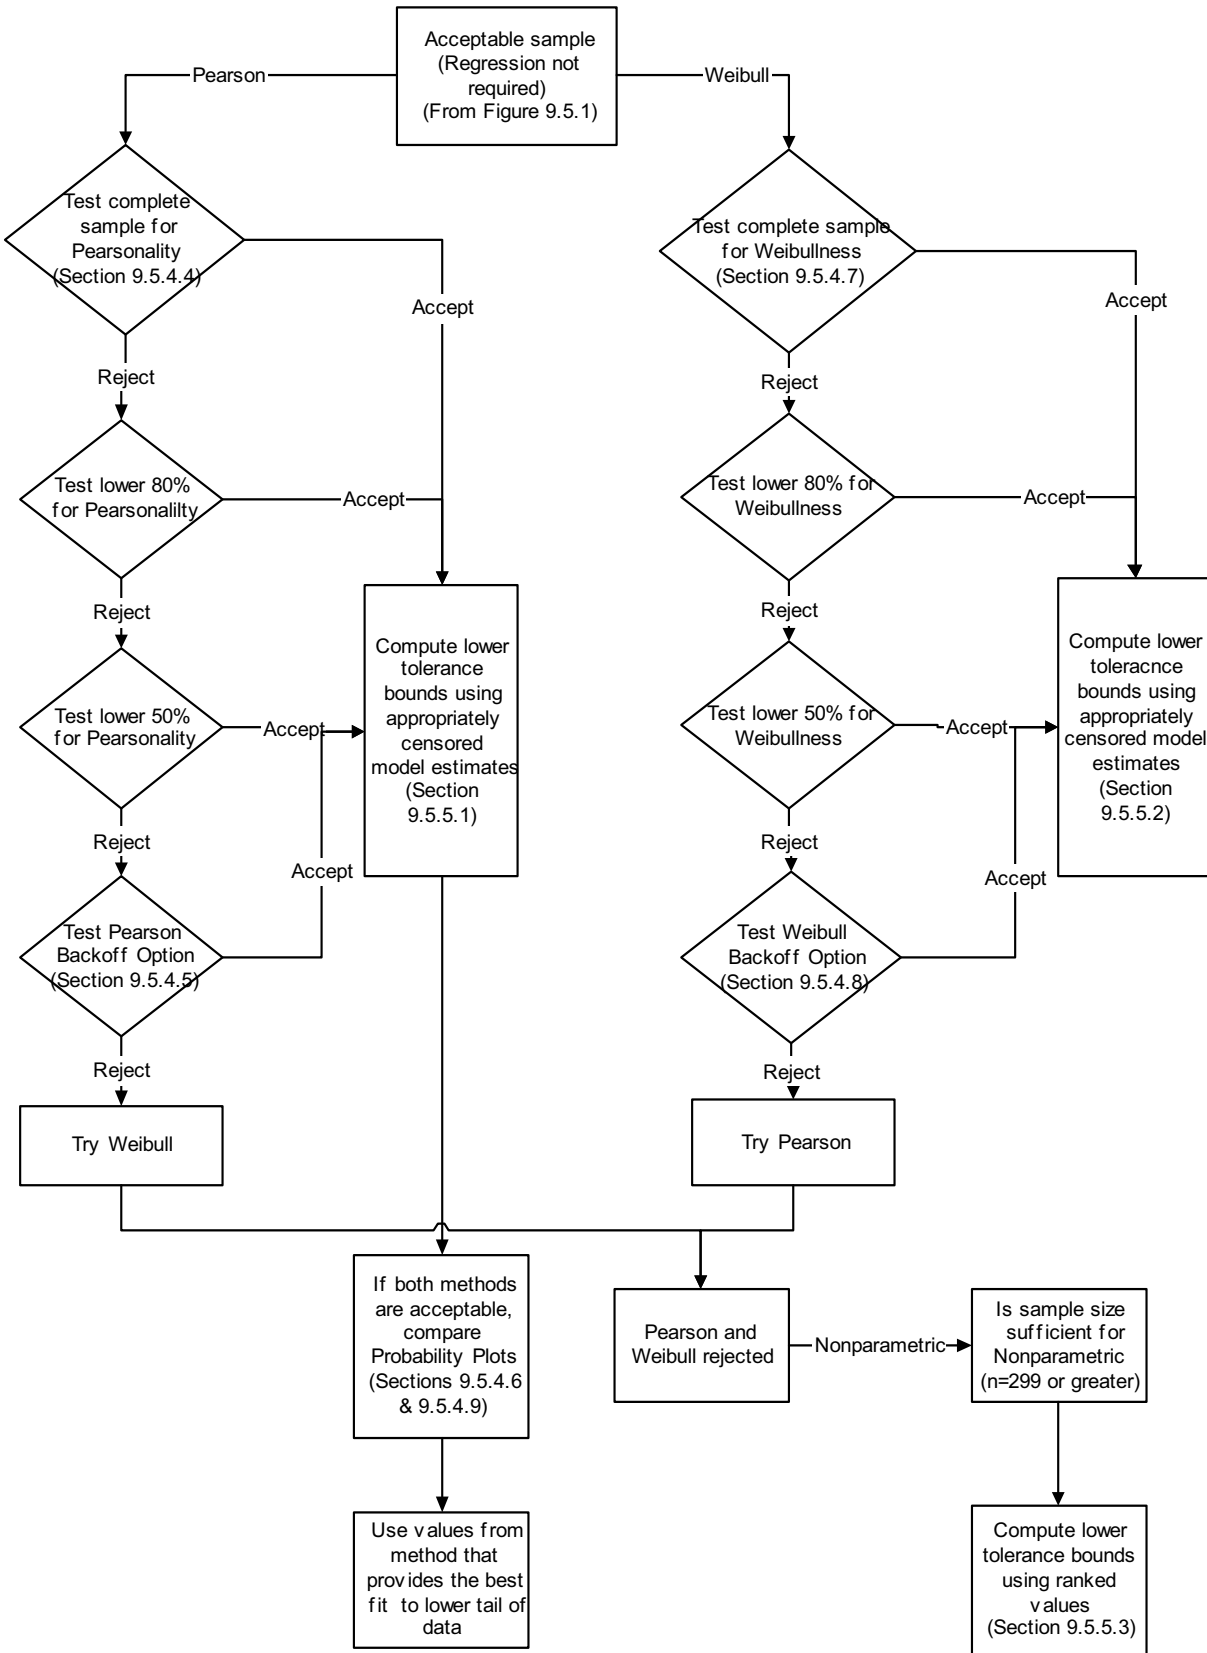 Acceptable sample
(Regression not
required)
(From Figure 9.5.1)
Pearson
Weibull
Test complete
sample for
Pearsonality
(Section 9.5.4.4)
Accept
Reject
Test lower 80%
for Pearsonalilty
Accept
Reject
Test lower 50%
for Pearsonality
Accept
Reject
Test Pearson
Backoff Option
(Section 9.5.4.5)
Accept
Reject
Try Weibull
Compute lower
tolerance
bounds using
appropriately
censored
model estimates
(Section
9.5.5.1)
Test complete sample
for Weibullness
(Section 9.5.4.7)
Accept
Reject
Test lower 80% for
Weibullness
Accept
Reject
Test lower 50% for
Weibullness
Accept
Reject
Test Weibull
Backoff Option
(Section 9.5.4.8)
Accept
Reject
Try Pearson
Compute lower
toleracnce
bounds using
appropriately
censored model
estimates
(Section
9.5.5.2)
If both methods
are acceptable,
compare
Probability Plots
(Sections 9.5.4.6
& 9.5.4.9)
Use values from
method that
provides the best
fit to lower tail of
data
Pearson and
Weibull rejected
Nonparametric
Is sample size
sufficient for
Nonparametric
(n=299 or greater)
Compute lower
tolerance bounds
using ranked
values
(Section 9.5.5.3)